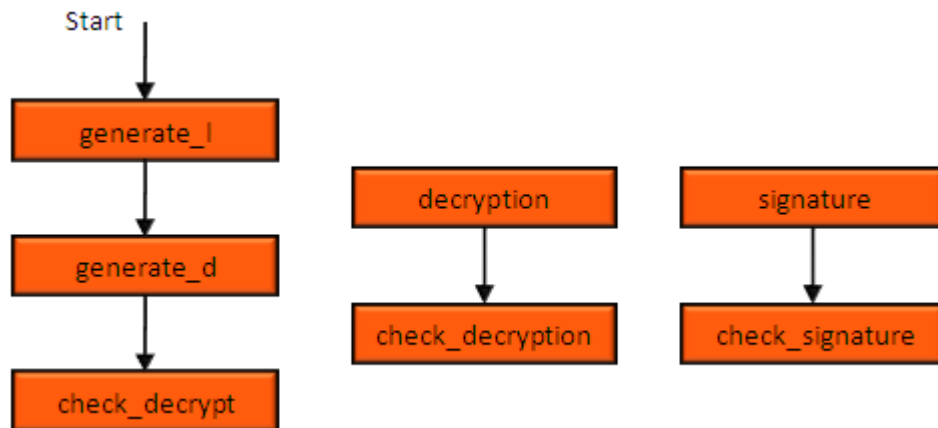 Start
generate_l
generate_d
check_decrypt
decryption
check_decryption
signature
check_signature